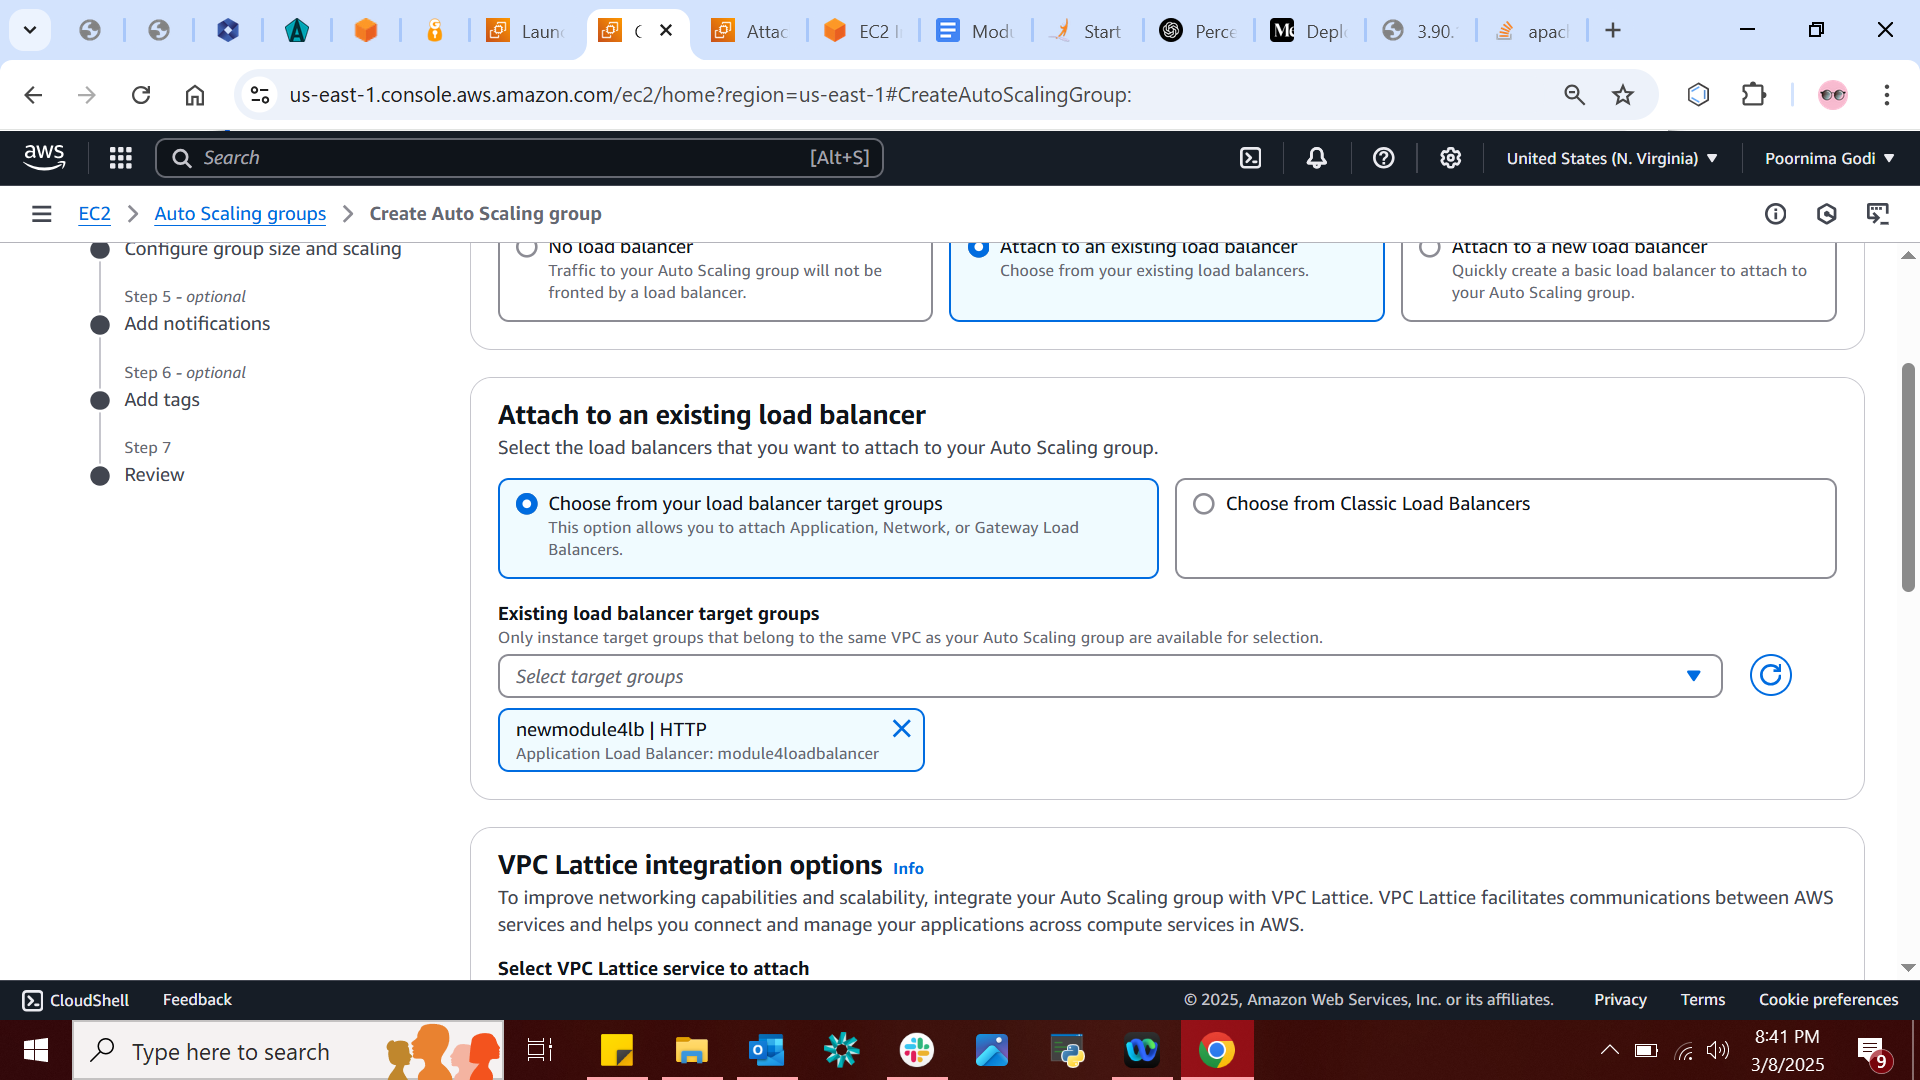 Laun
C
Attac
EC2 I
Modu
Start
Perce
Depl
3.90.
apac
us-east-1.console.aws.amazon.com/ec2/home?region=us-east-1#CreateAutoScalingGroup:
aws
Search
[Alt+S]
United States (N. Virginia)
Poornima Godi
EC2
Auto Scaling groups
Create Auto Scaling group
Configure group size and scaling
Step 5 - optional
Add notifications
Step 6 - optional
Add tags
Step 7
Review
No load balancer
Traffic to your Auto Scaling group will not be
fronted by a load balancer.
Attach to an existing load balancer
Choose from your existing load balancers.
Attach to a new load balancer
Quickly create a basic load balancer to attach to
your Auto Scaling group.
Attach to an existing load balancer
Select the load balancers that you want to attach to your Auto Scaling group.
Choose from your load balancer target groups
This option allows you to attach Application, Network, or Gateway Load
Balancers.
Choose from Classic Load Balancers
Existing load balancer target groups
Only instance target groups that belong to the same VPC as your Auto Scaling group are available for selection.
Select target groups
newmodule4lb | HTTP
Application Load Balancer: module4loadbalancer
VPC Lattice integration options Info
To improve networking capabilities and scalability, integrate your Auto Scaling group with VPC Lattice. VPC Lattice facilitates communications between AWS
services and helps you connect and manage your applications across compute services in AWS.
Select VPC Lattice service to attach
CloudShell
Feedback
© 2025, Amazon Web Services, Inc. or its affiliates.
Privacy
Terms
Cookie preferences
Type here to search
8:41 PM
3/8/2025
9